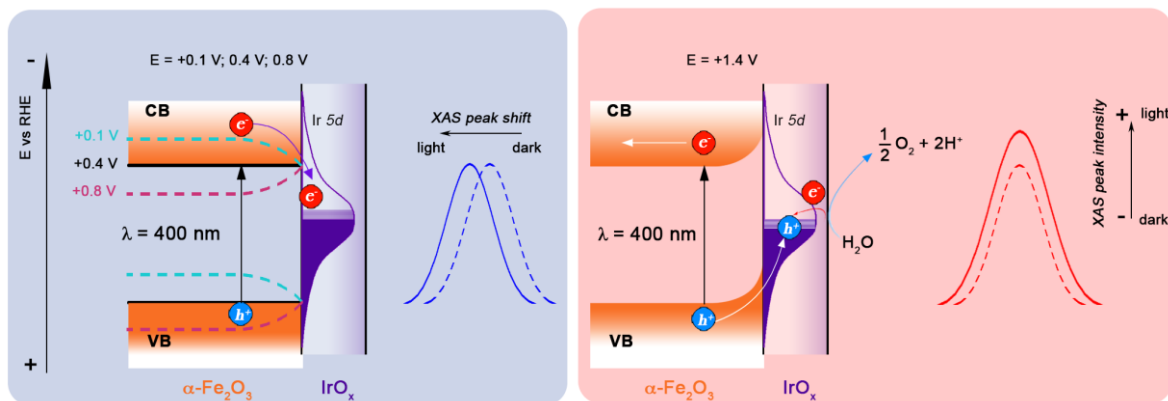 E vs RHE
-
+
E = +0.1 V; 0.4 V; 0.8 V
CB
e⁻
Ir 5d
+0.1 V
+0.4 V
+0.8 V
e⁻
λ = 400 nm
h⁺
VB
α-Fe₂O₃
IrOₓ
XAS peak shift
light
dark
E = +1.4 V
CB
e⁻
Ir 5d
e⁻
h⁺
λ = 400 nm
h⁺
VB
α-Fe₂O₃
IrOₓ
½ O₂ + 2H⁺
H₂O
XAS peak intensity
+ light
- dark